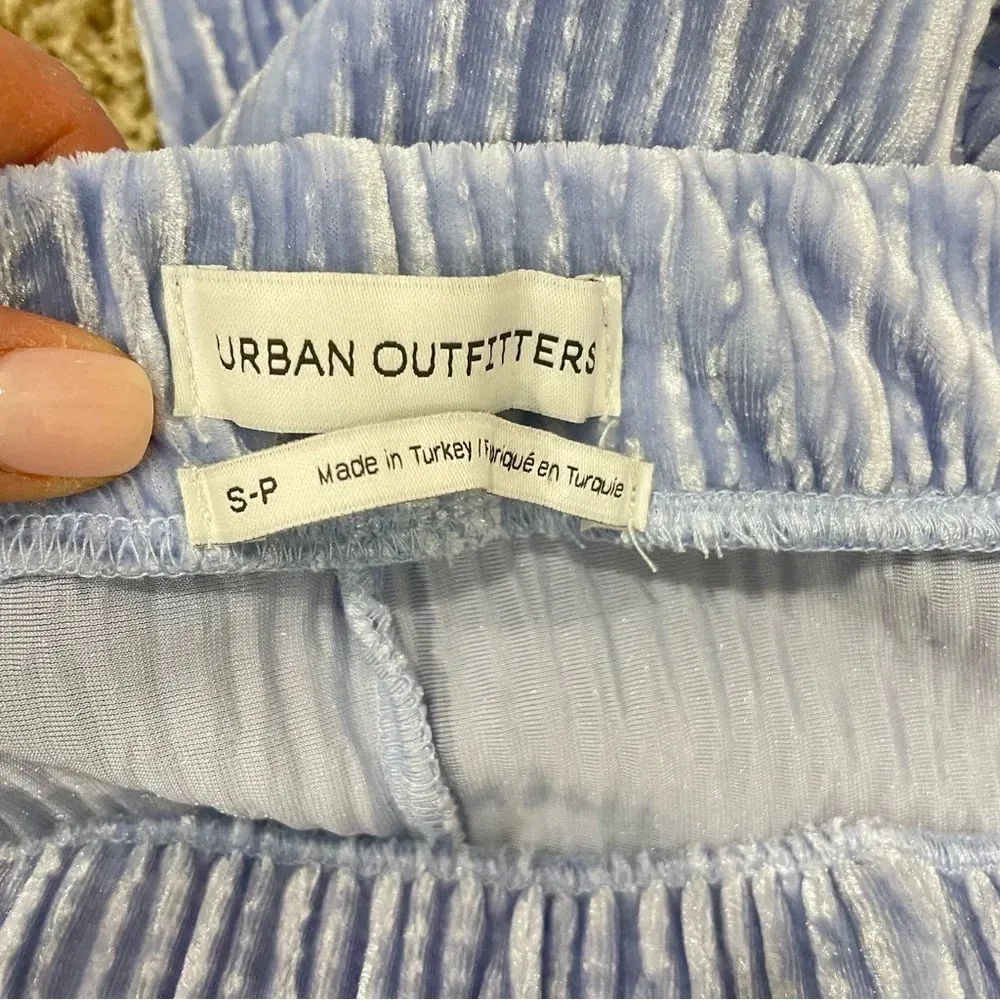 URBAN OUTFITTERS
S-P Made in Turkey | Fabriqué en Turquie